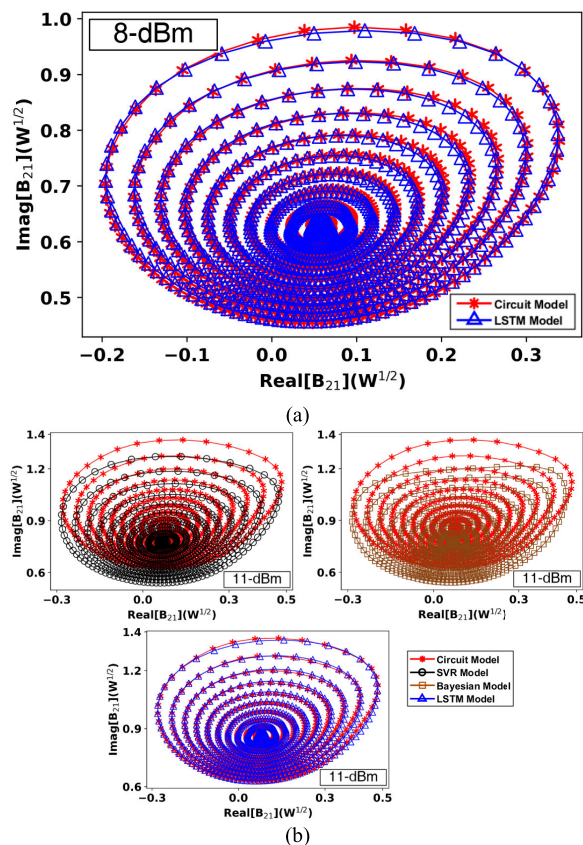 8-dBm
1.0
0.9
0.8
0.7
0.6
0.5
Imag[B21](W1/2)
Circuit Model
LSTM Model
−0.2 −0.1 0.0 0.1 0.2 0.3
Real[B21](W1/2)
(a)
1.4
1.2
0.9
0.6
Imag[B21](W1/2)
11-dBm
−0.3 0.0 0.3 0.5
Real[B21](W1/2)
1.4
1.2
0.9
0.6
Imag[B21](W1/2)
11-dBm
−0.3 0.0 0.3 0.5
Real[B21](W1/2)
1.4
1.2
0.9
0.6
Imag[B21](W1/2)
11-dBm
−0.3 0.0 0.3 0.5
Real[B21](W1/2)
Circuit Model
SVR Model
Bayesian Model
LSTM Model
(b)